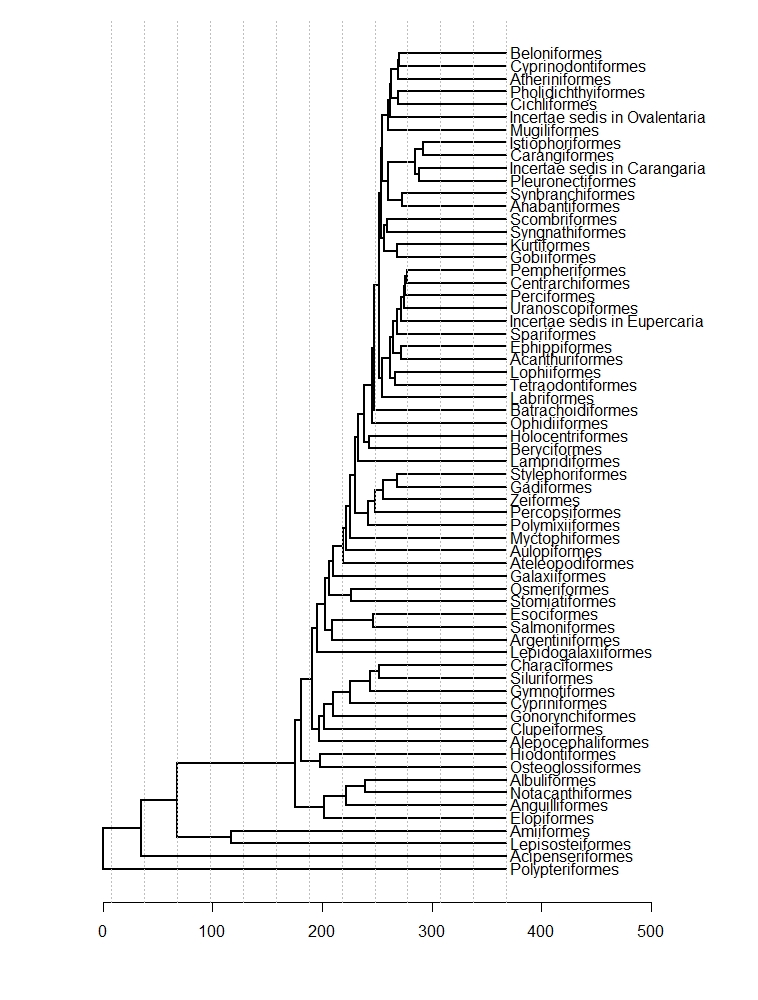 Beloniformes
Cyprinodontiformes
Atheriniformes
Pholidichthyiformes
Cichliformes
Incertae sedis in Ovalentaria
Mugiliformes
Istiophoriformes
Carangiformes
Incertae sedis in Carangaria
Pleuronectiformes
Synbranchiformes
Anabantiformes
Scombriformes
Syngnathiformes
Kurtiformes
Gobiiformes
Pempheriformes
Centrarchiformes
Perciformes
Uranoscopiformes
Incertae sedis in Eupercaria
Spariformes
Ephippiformes
Acanthuriformes
Lophiiformes
Tetraodontiformes
Labriformes
Batrachoidiformes
Ophidiiformes
Holocentriformes
Beryciformes
Lampridiformes
Stylephoriformes
Gadiformes
Zeiformes
Percopsiformes
Polymixiiformes
Myctophiformes
Aulopiformes
Ateleopodiformes
Galaxiiformes
Osmeriformes
Stomiatiformes
Esociformes
Salmoniformes
Argentiniformes
Lepidogalaxiiformes
Characiformes
Siluriformes
Gymnotiformes
Cypriniformes
Gonorynchiformes
Clupeiformes
Alepocephaliformes
Hiodontiformes
Osteoglossiformes
Albuliformes
Notacanthiformes
Anguilliformes
Elopiformes
Amiiformes
Lepisosteiformes
Acipenseriformes
Polypteriformes
0 100 200 300 400 500